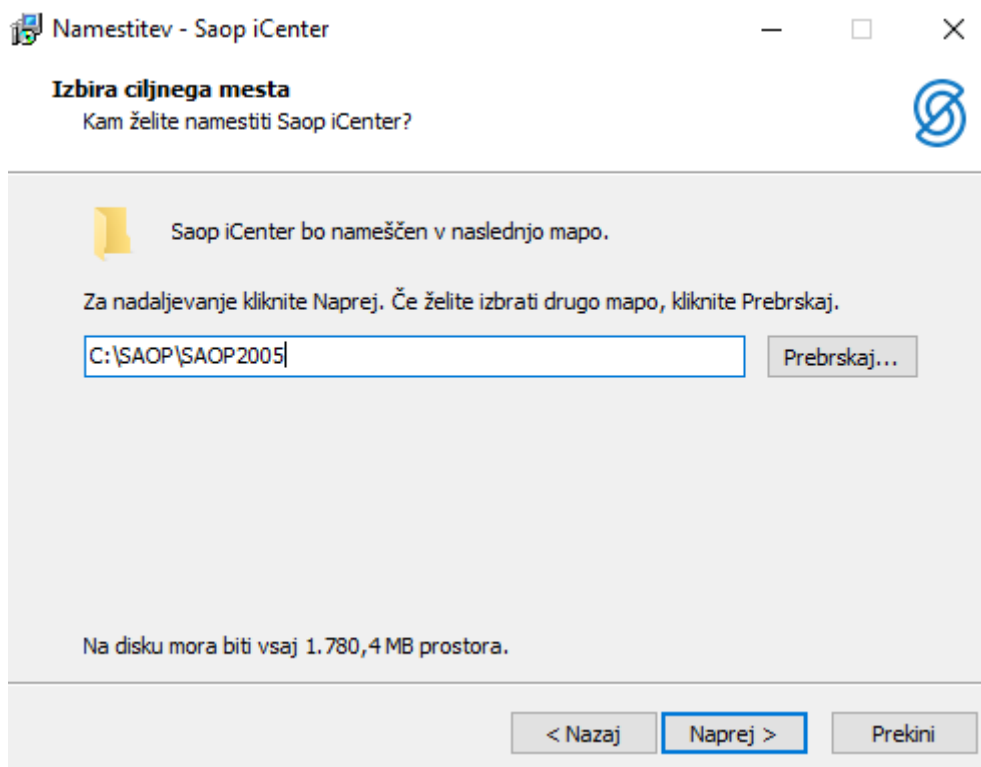 Namestitev - Saop iCenter
Izbira ciljnega mesta
Kam želite namestiti Saop iCenter?
Saop iCenter bo nameščen v naslednjo mapo.
Za nadaljevanje kliknite Naprej. Če želite izbrati drugo mapo, kliknite Prebrskaj.
C:\SAOP\SAOP2005
Prebrskaj...
Na disku mora biti vsaj 1.780,4 MB prostora.
< Nazaj
Naprej >
Prekini